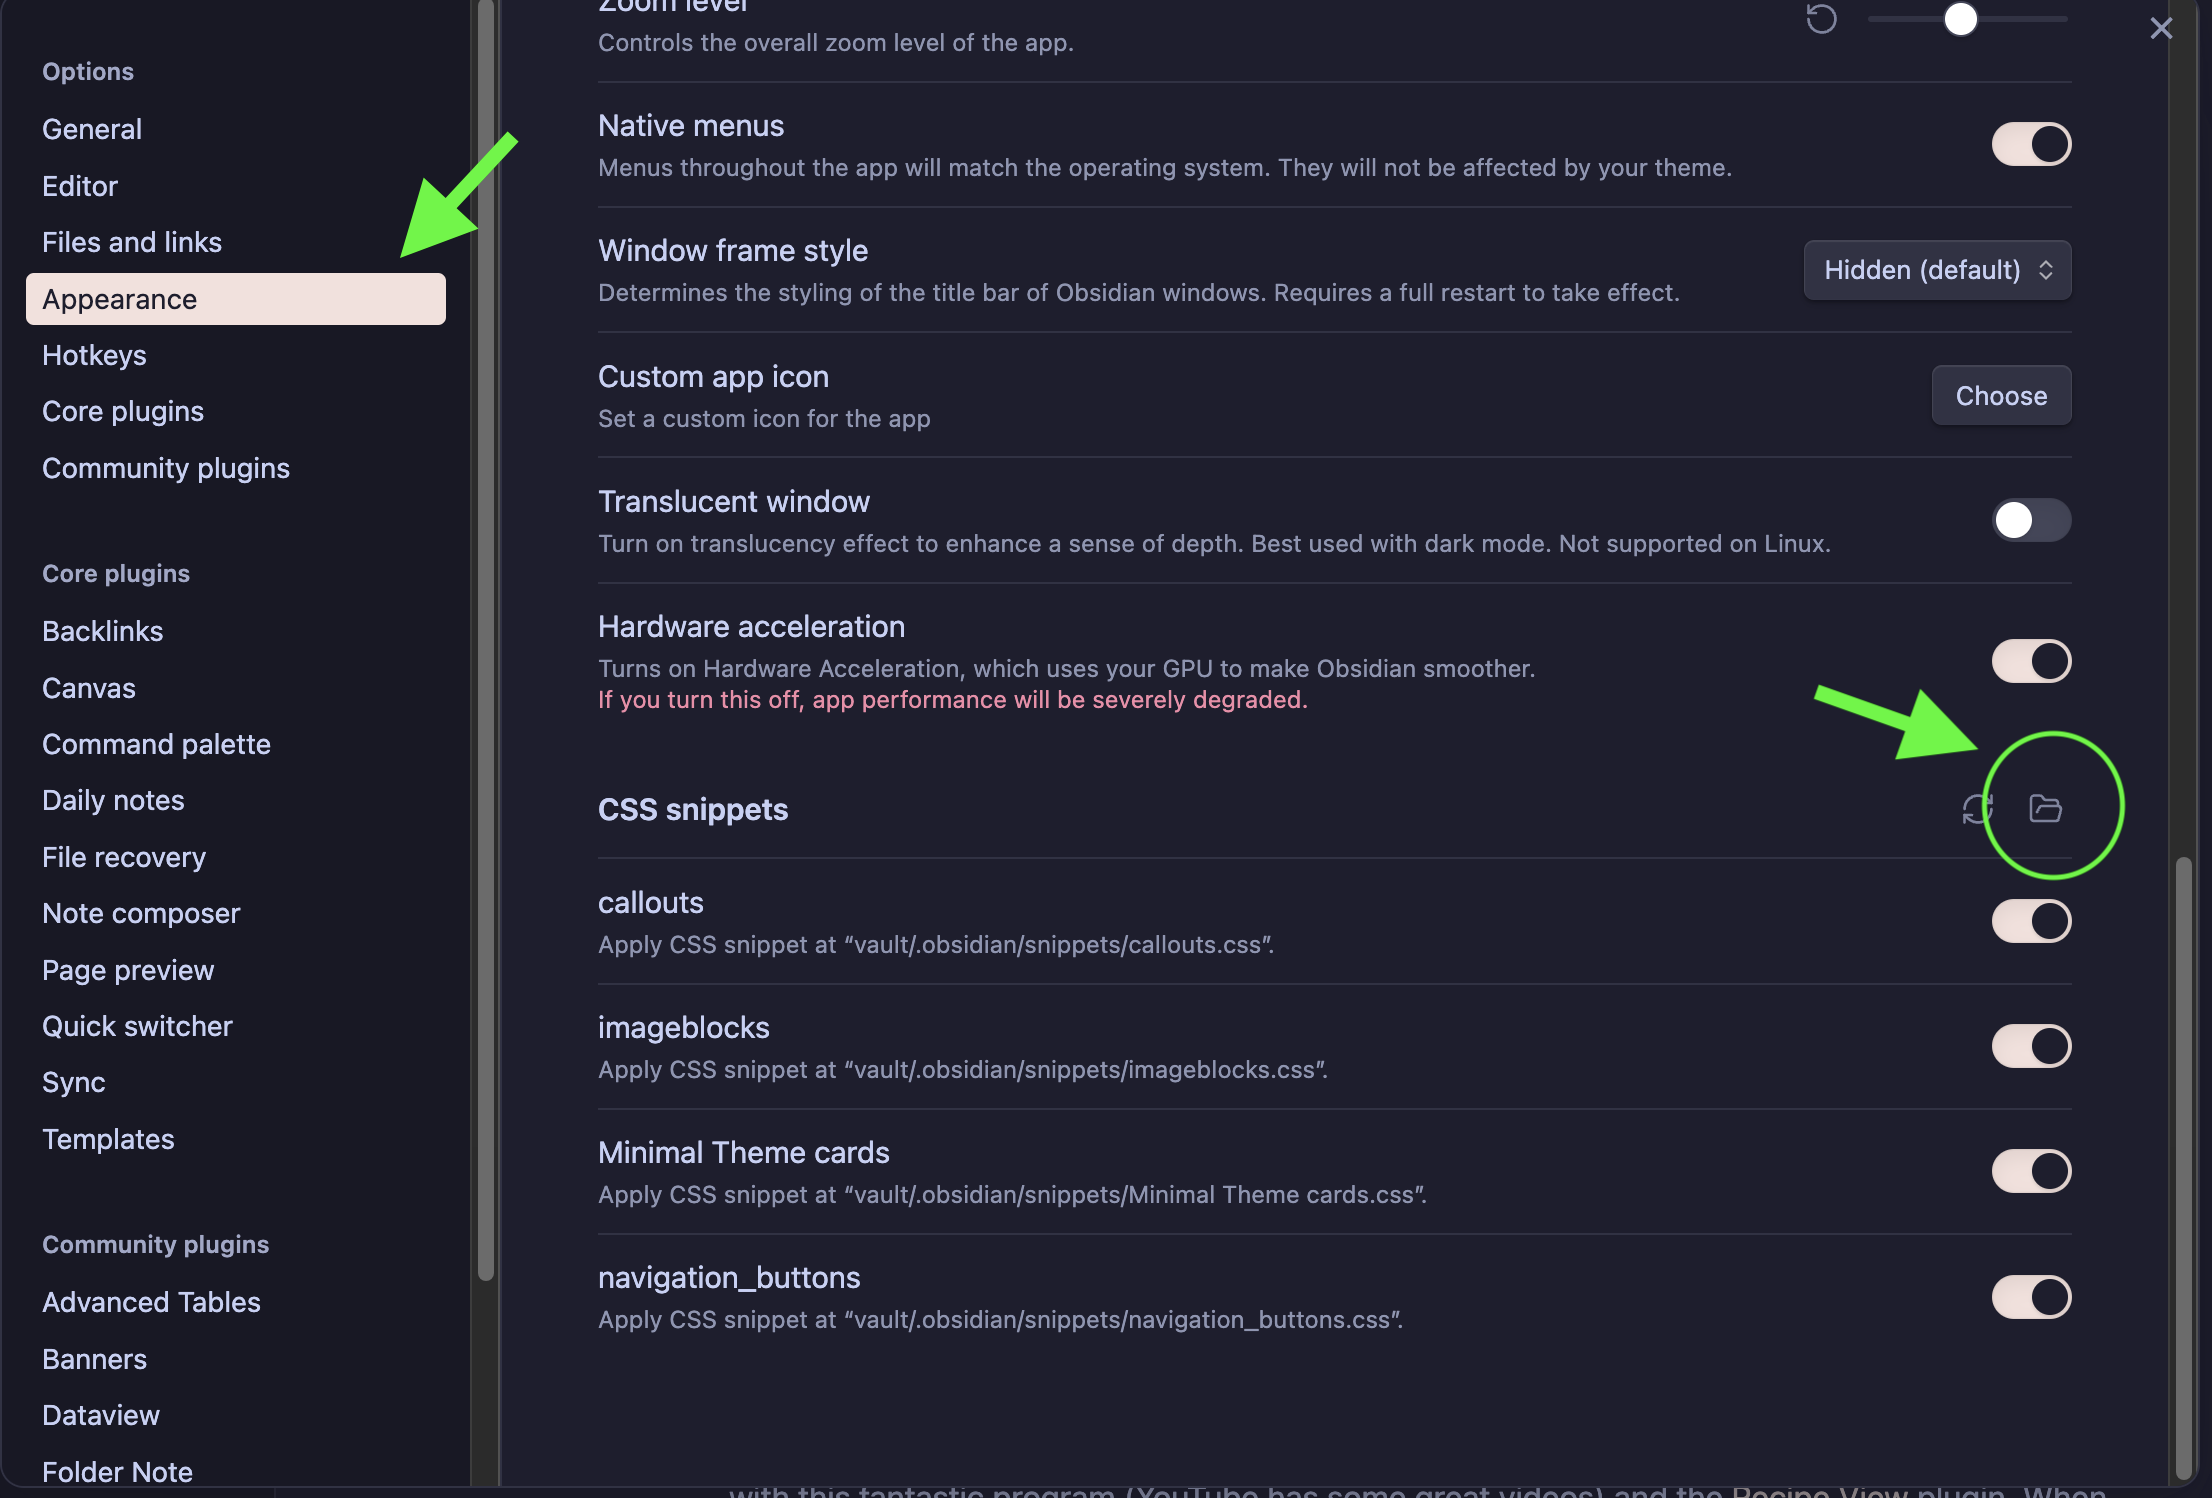 Options
General
Editor
Files and links
Appearance
Hotkeys
Core plugins
Community plugins
Core plugins
Backlinks
Canvas
Command palette
Daily notes
File recovery
Note composer
Page preview
Quick switcher
Sync
Templates
Community plugins
Advanced Tables
Banners
Dataview
Folder Note
Zoom level
Controls the overall zoom level of the app.
Native menus
Menus throughout the app will match the operating system. They will not be affected by your theme.
Window frame style
Determines the styling of the title bar of Obsidian windows. Requires a full restart to take effect.
Hidden (default)
Custom app icon
Set a custom icon for the app
Choose
Translucent window
Turn on translucency effect to enhance a sense of depth. Best used with dark mode. Not supported on Linux.
Hardware acceleration
Turns on Hardware Acceleration, which uses your GPU to make Obsidian smoother.
If you turn this off, app performance will be severely degraded.
CSS snippets
callouts
Apply CSS snippet at “vault/.obsidian/snippets/callouts.css”.
imageblocks
Apply CSS snippet at “vault/.obsidian/snippets/imageblocks.css”.
Minimal Theme cards
Apply CSS snippet at “vault/.obsidian/snippets/Minimal Theme cards.css”.
navigation_buttons
Apply CSS snippet at “vault/.obsidian/snippets/navigation_buttons.css”.
with this fantastic program (YouTube has some great videos) and the Recipe View plugin. When